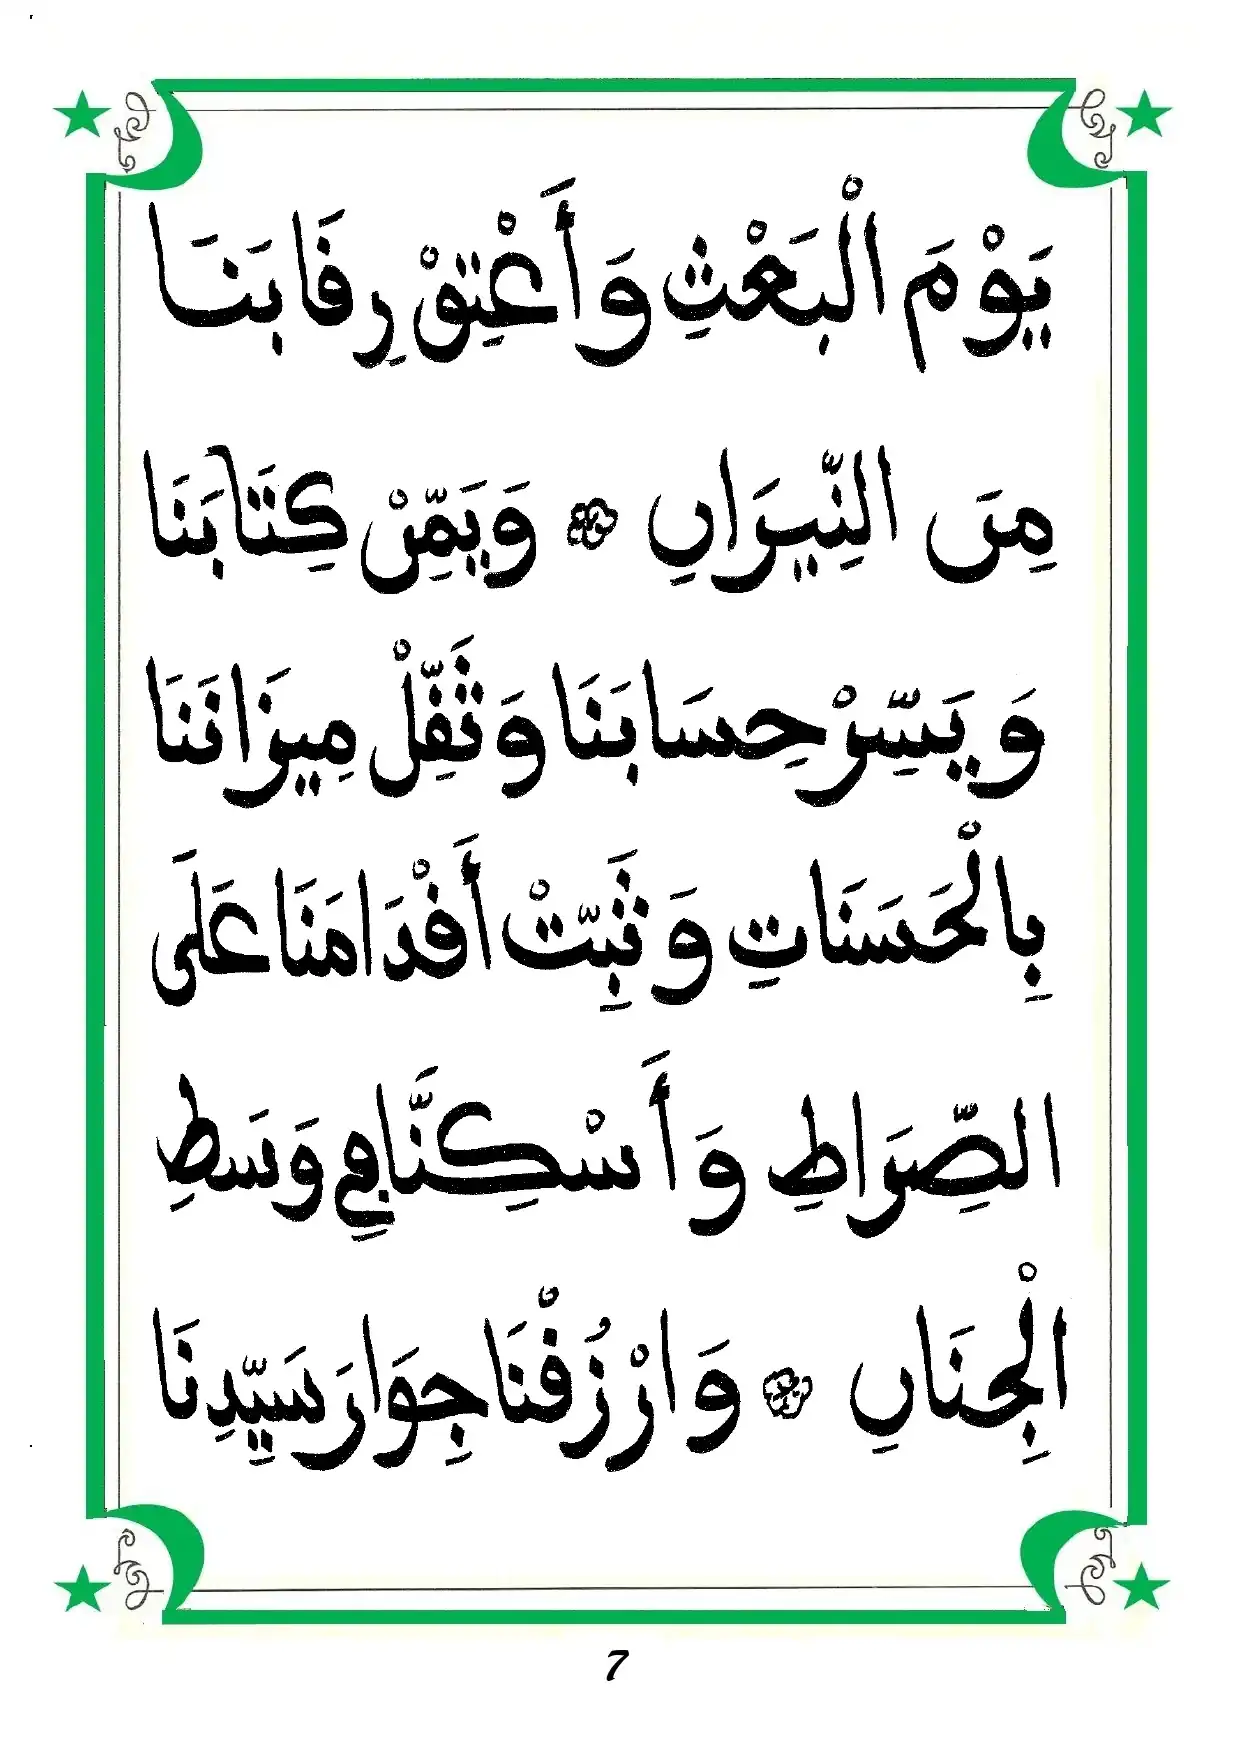 يَوْمَ الْبَعْثِ وَأَعْتِقْ رِقَابَنَا
مِنَ النِّيرَانِ ۞ وَيَمِّنْ كِتَابَنَا
وَيَسِّرْ حِسَابَنَا وَثَقِّلْ مِيزَانَنَا
بِالْحَسَنَاتِ وَثَبِّتْ أَقْدَامَنَا عَلَى
الصِّرَاطِ وَأَسْكِنَّا فِي وَسَطِ
الْجِنَانِ ۞ وَارْزُقْنَا جِوَارَ سَيِّدِنَا
7